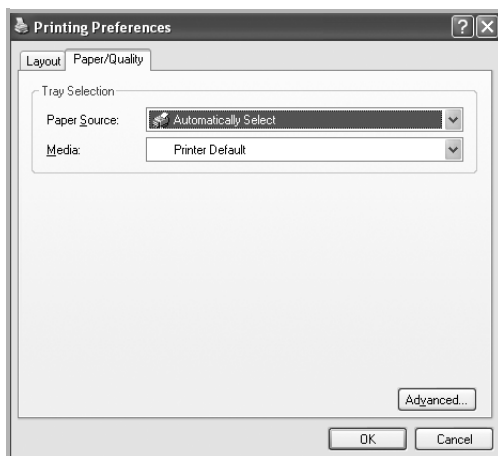 Printing Preferences
Layout Paper/Quality
Tray Selection
Paper Source: Automatically Select
Media: Printer Default
Advanced...
OK Cancel